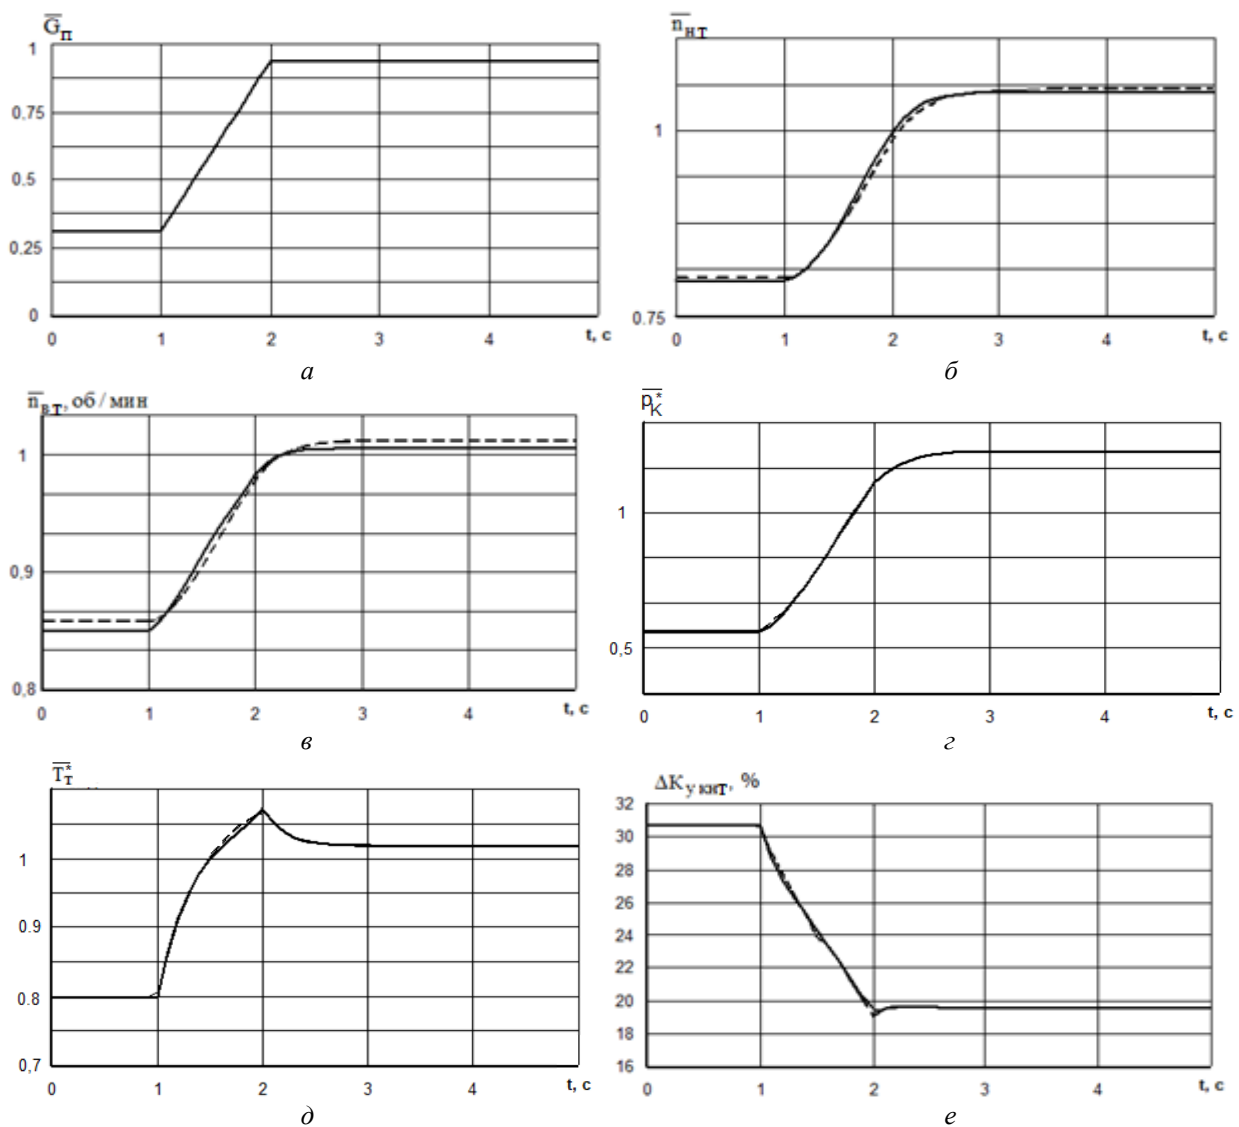 G̅п
1
0.75
0.5
0.25
0
0 1 2 3 4 t, с
а
n̅нт
1
0.75
0 1 2 3 4 t, с
б
n̅вт, об / мин
1
0,9
0,8
0 1 2 3 4 t, с
в
p̅*К
1
0,5
0 1 2 3 4 t, с
г
T̅*т
1
0.9
0.8
0,7
0 1 2 3 4 t, с
д
ΔKу кнт, %
32
30
28
26
24
22
20
18
16
0 1 2 3 4 t, с
е